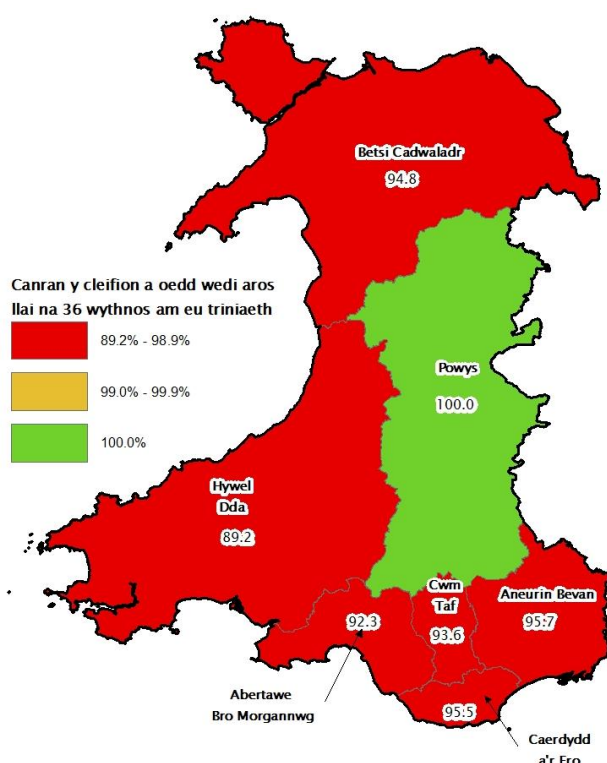 Betsi Cadwaladr
94.8
Canran y cleifion a oedd wedi aros
llai na 36 wythnos am eu triniaeth
89.2% - 98.9%
99.0% - 99.9%
100.0%
Powys
100.0
Hywel
Dda
89.2
Cwm
Taf
93.6
Aneurin Bevan
95:7
92.3
Abertawe
Bro Morgannwg
95:5
Caerdydd
a'r Fro